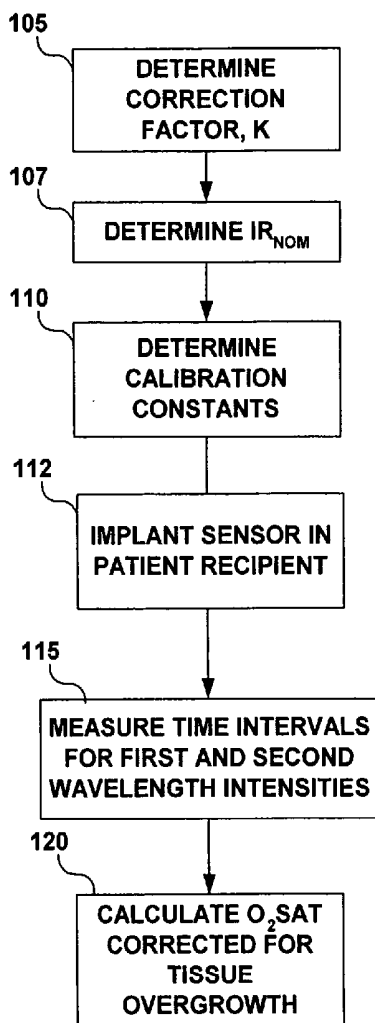 105
DETERMINE
CORRECTION
FACTOR, K
107
DETERMINE IR_NOM
110
DETERMINE
CALIBRATION
CONSTANTS
112
IMPLANT SENSOR IN
PATIENT RECIPIENT
115
MEASURE TIME INTERVALS
FOR FIRST AND SECOND
WAVELENGTH INTENSITIES
120
CALCULATE O₂SAT
CORRECTED FOR
TISSUE
OVERGROWTH